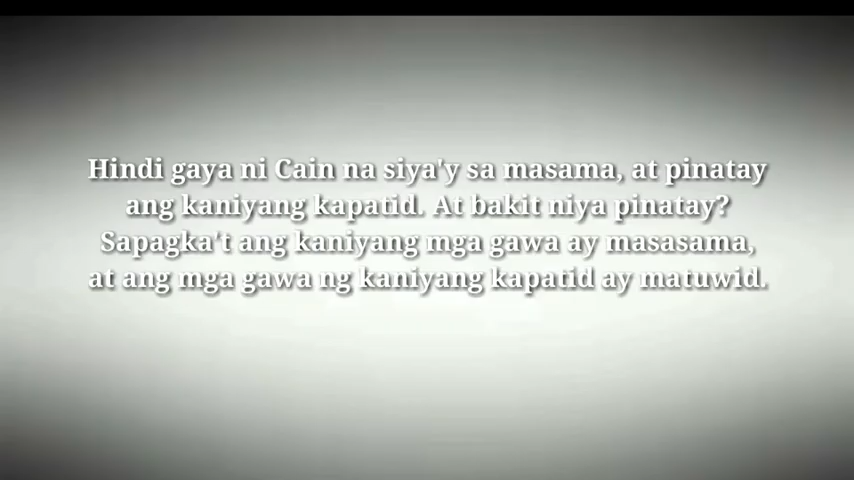 Hindi gaya ni Cain na siya'y sa masama, at pinatay
ang kaniyang kapatid. At bakit niya pinatay?
Sapagka't ang kaniyang mga gawa ay masasama,
at ang mga gawa ng kaniyang kapatid ay matuwid.